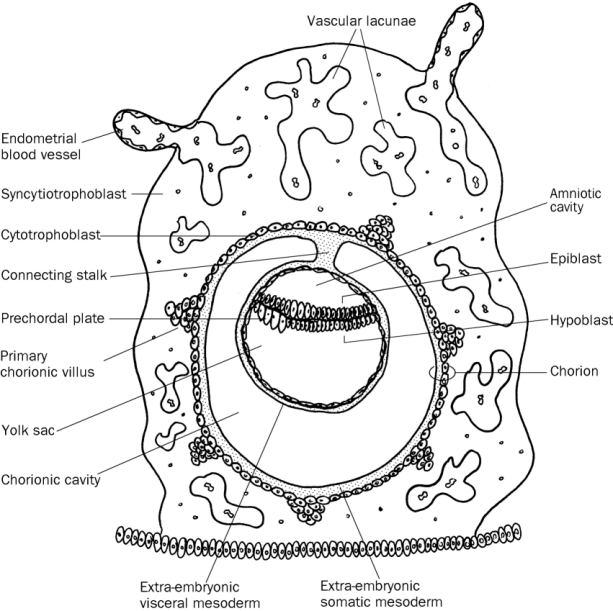 Vascular lacunae
Endometrial
blood vessel
Syncytiotrophoblast
Cytotrophoblast
Connecting stalk
Prechordal plate
Primary
chorionic villus
Yolk sac
Chorionic cavity
Amniotic
cavity
Epiblast
Hypoblast
Chorion
Extra-embryonic
visceral mesoderm
Extra-embryonic
somatic mesoderm